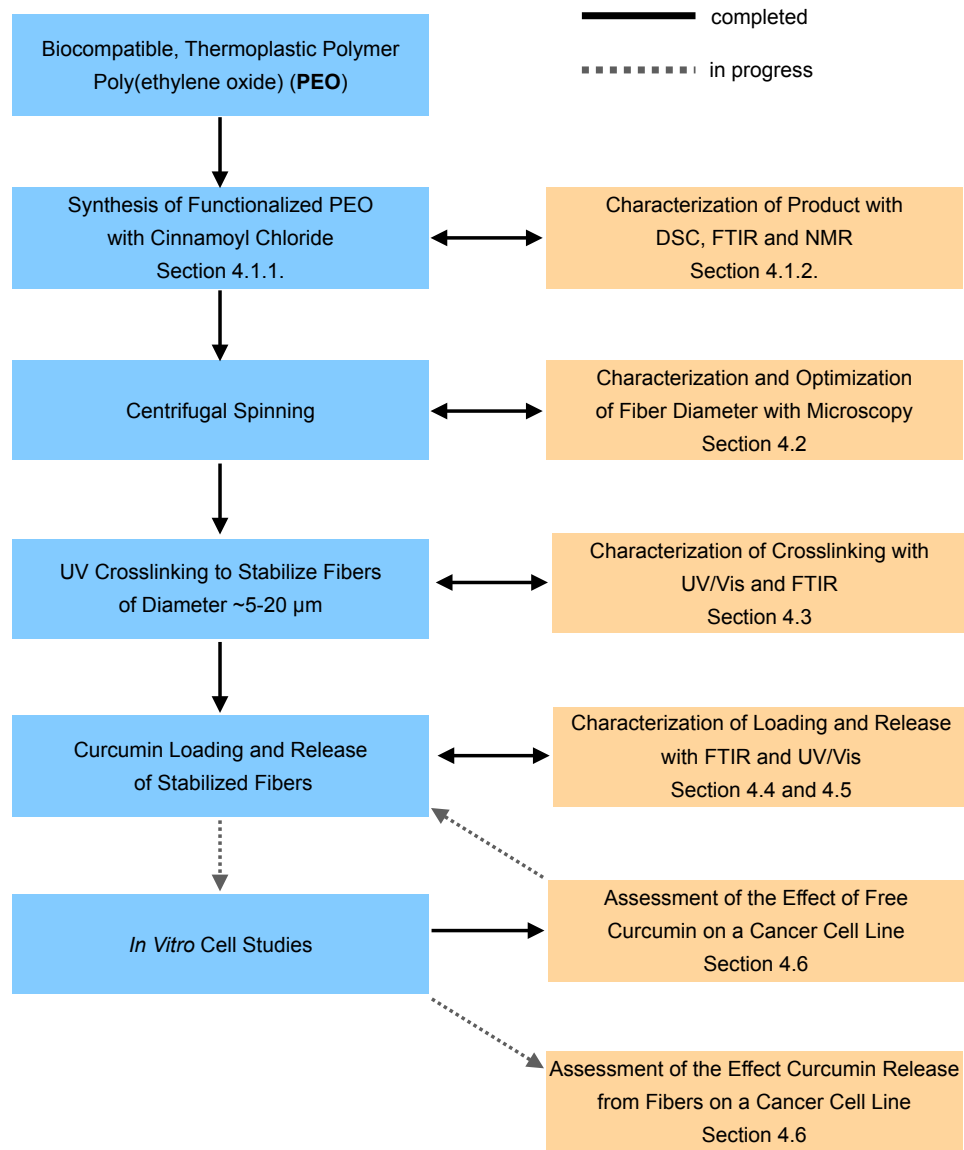 completed
in progress
Biocompatible, Thermoplastic Polymer
Poly(ethylene oxide) (PEO)
Synthesis of Functionalized PEO
with Cinnamoyl Chloride
Section 4.1.1.
Characterization of Product with
DSC, FTIR and NMR
Section 4.1.2.
Centrifugal Spinning
Characterization and Optimization
of Fiber Diameter with Microscopy
Section 4.2
UV Crosslinking to Stabilize Fibers
of Diameter ~5-20 µm
Characterization of Crosslinking with
UV/Vis and FTIR
Section 4.3
Curcumin Loading and Release
of Stabilized Fibers
Characterization of Loading and Release
with FTIR and UV/Vis
Section 4.4 and 4.5
In Vitro Cell Studies
Assessment of the Effect of Free
Curcumin on a Cancer Cell Line
Section 4.6
Assessment of the Effect Curcumin Release
from Fibers on a Cancer Cell Line
Section 4.6